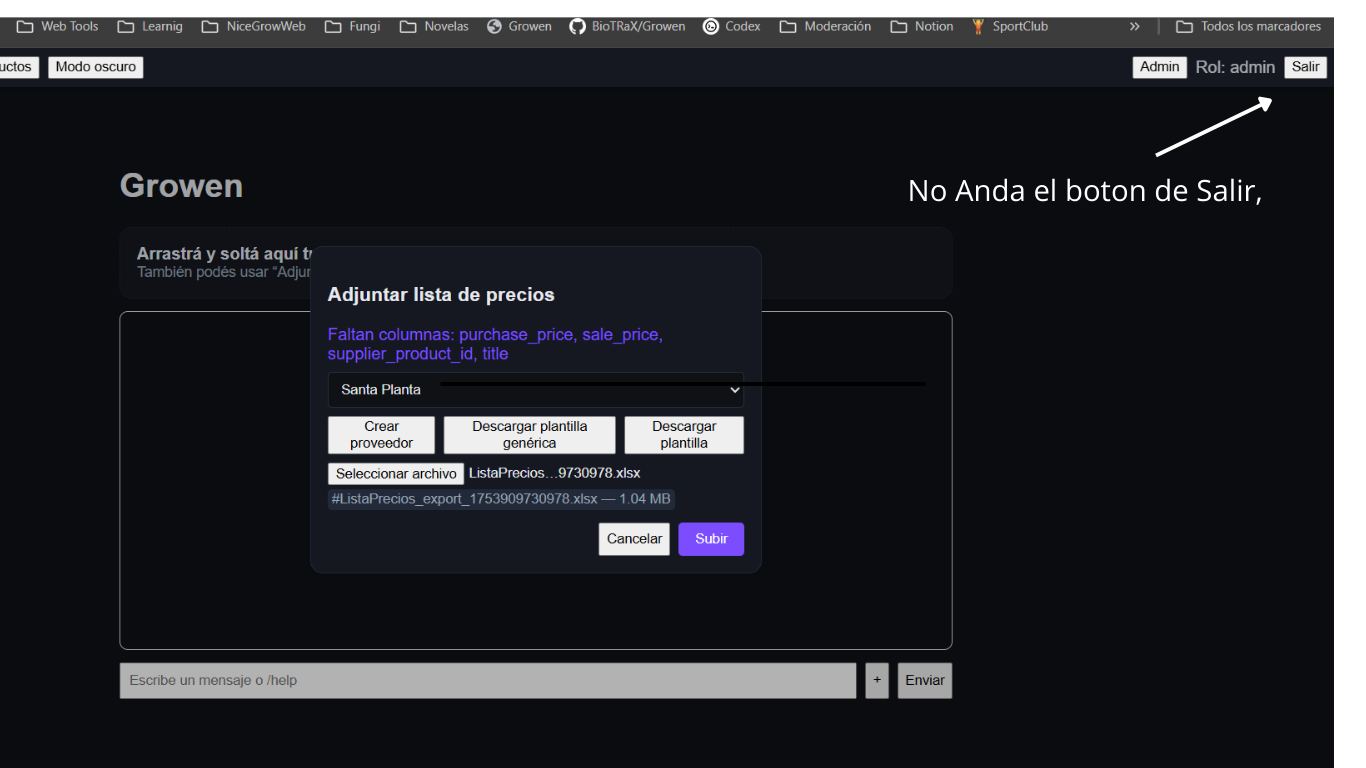 Web Tools Learnig NiceGrowWeb Fungi Novelas Growen BioTRaX/Growen Codex Moderación Notion SportClub » Todos los marcadores
uctos Modo oscuro Admin Rol: admin Salir
No Anda el boton de Salir,
Growen
Arrastrá y soltá aquí t
También podés usar “Adjun
Adjuntar lista de precios
Faltan columnas: purchase_price, sale_price,
supplier_product_id, title
Santa Planta
Crear
proveedor
Descargar plantilla
genérica
Descargar
plantilla
Seleccionar archivo ListaPrecios…9730978.xlsx
#ListaPrecios_export_1753909730978.xlsx — 1.04 MB
Cancelar Subir
Escribe un mensaje o /help + Enviar